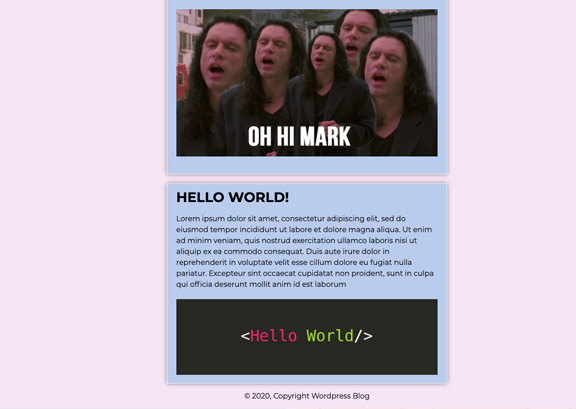 OH HI MARK
HELLO WORLD!
Lorem ipsum dolor sit amet, consectetur adipiscing elit, sed do
eiusmod tempor incididunt ut labore et dolore magna aliqua. Ut enim
ad minim veniam, quis nostrud exercitation ullamco laboris nisi ut
aliquip ex ea commodo consequat. Duis aute irure dolor in
reprehenderit in voluptate velit esse cillum dolore eu fugiat nulla
pariatur. Excepteur sint occaecat cupidatat non proident, sunt in culpa
qui officia deserunt mollit anim id est laborum
<Hello World/>
© 2020, Copyright Wordpress Blog